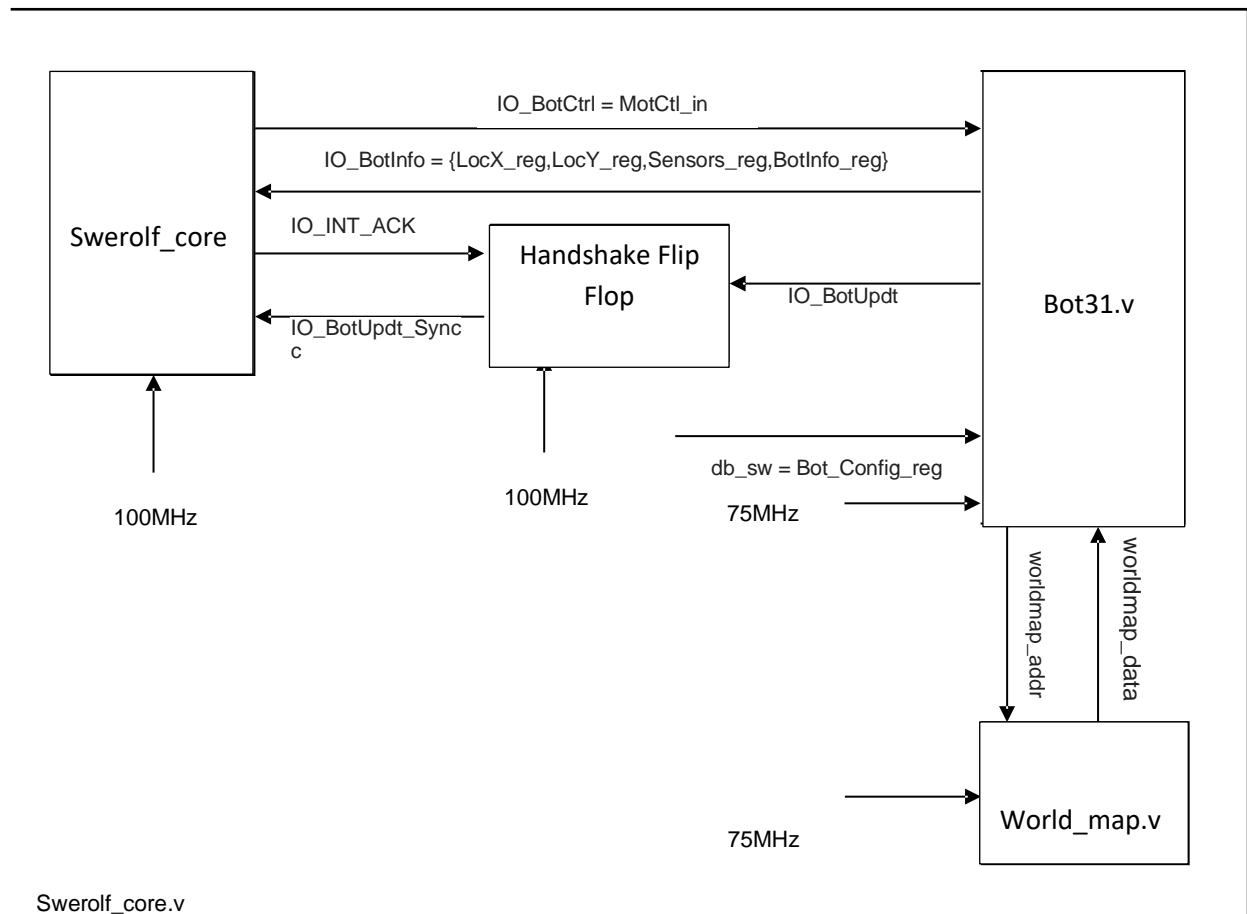 IO_BotCtrl = MotCtl_in
IO_BotInfo = {LocX_reg,LocY_reg,Sensors_reg,BotInfo_reg}
Swerolf_core
IO_INT_ACK
Handshake Flip
Flop
IO_BotUpdt
Bot31.v
IO_BotUpdt_Sync
c
db_sw = Bot_Config_reg
100MHz
100MHz
75MHz
worldmap_addr
worldmap_data
World_map.v
75MHz
Swerolf_core.v